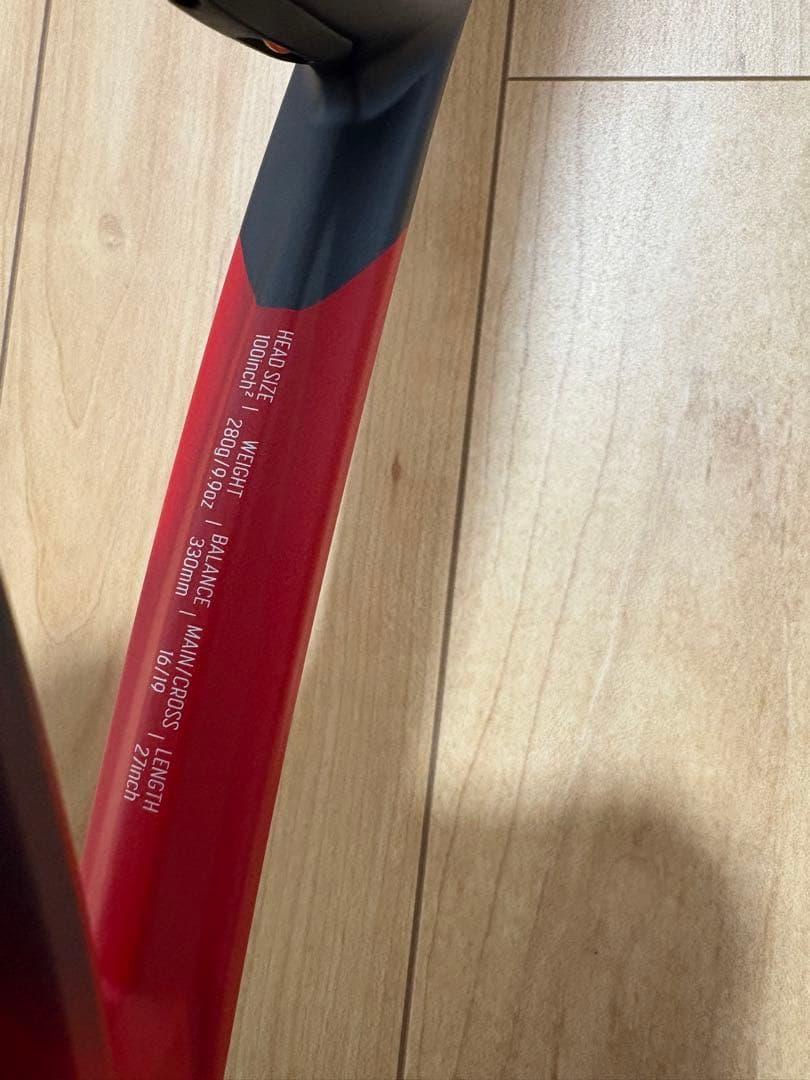 HEAD SIZE | WEIGHT | BALANCE | MAIN/CROSS | LENGTH
100inch² | 280g/9.9oz | 330mm | 16/19 | 27inch